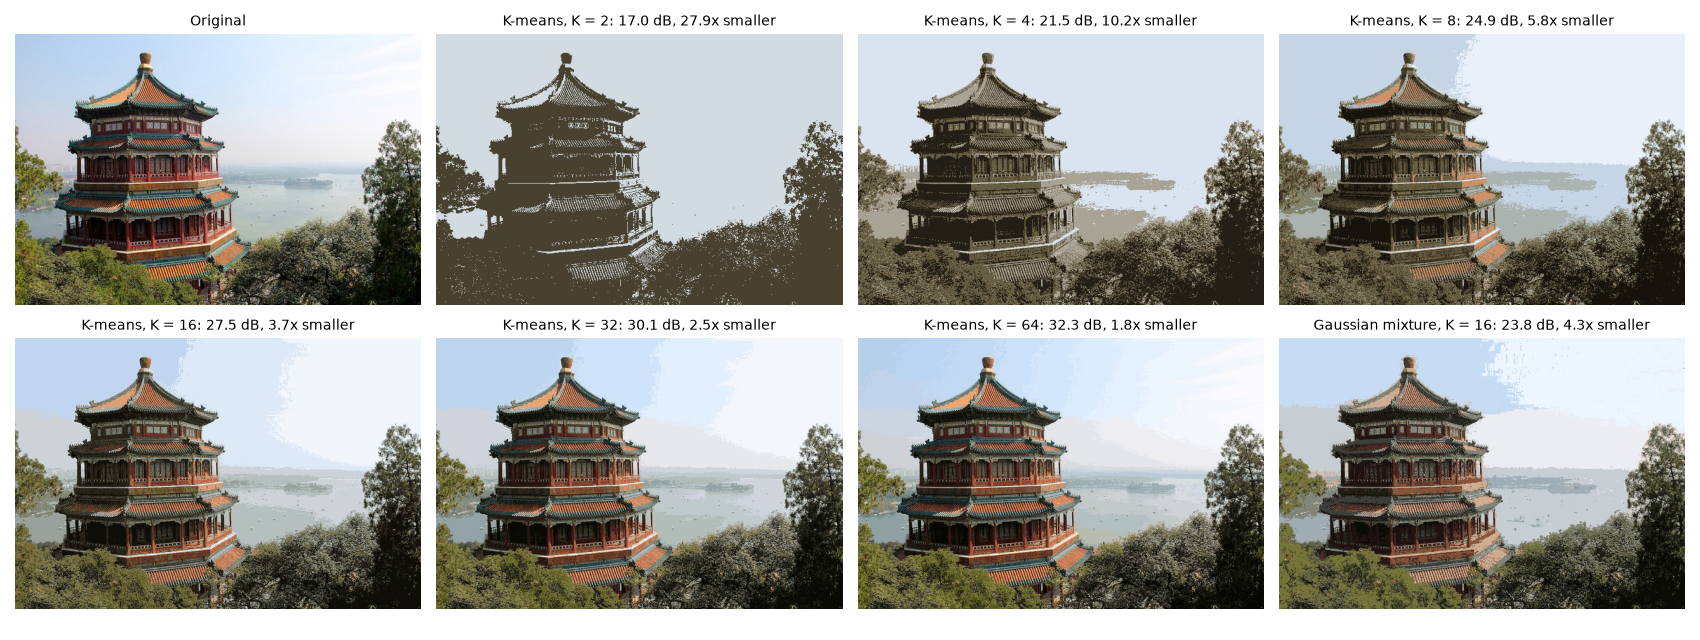 Original
K-means, K = 2: 17.0 dB, 27.9x smaller
K-means, K = 4: 21.5 dB, 10.2x smaller
K-means, K = 8: 24.9 dB, 5.8x smaller
K-means, K = 16: 27.5 dB, 3.7x smaller
K-means, K = 32: 30.1 dB, 2.5x smaller
K-means, K = 64: 32.3 dB, 1.8x smaller
Gaussian mixture, K = 16: 23.8 dB, 4.3x smaller